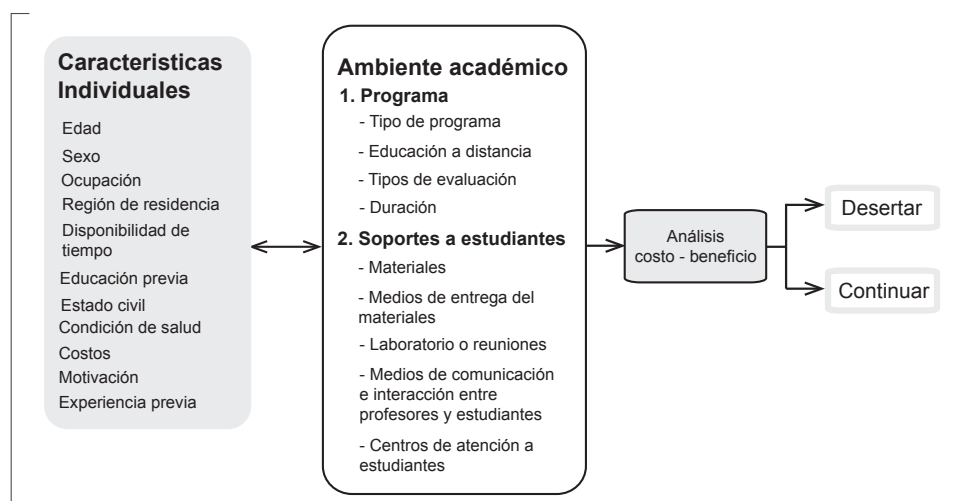 Caracteristicas
Individuales
Edad
Sexo
Ocupación
Región de residencia
Disponibilidad de
tiempo
Educación previa
Estado civil
Condición de salud
Costos
Motivación
Experiencia previa
Ambiente académico
1. Programa
- Tipo de programa
- Educación a distancia
- Tipos de evaluación
- Duración
2. Soportes a estudiantes
- Materiales
- Medios de entrega del
materiales
- Laboratorio o reuniones
- Medios de comunicación
e interacción entre
profesores y estudiantes
- Centros de atención a
estudiantes
Análisis
costo - beneficio
Desertar
Continuar